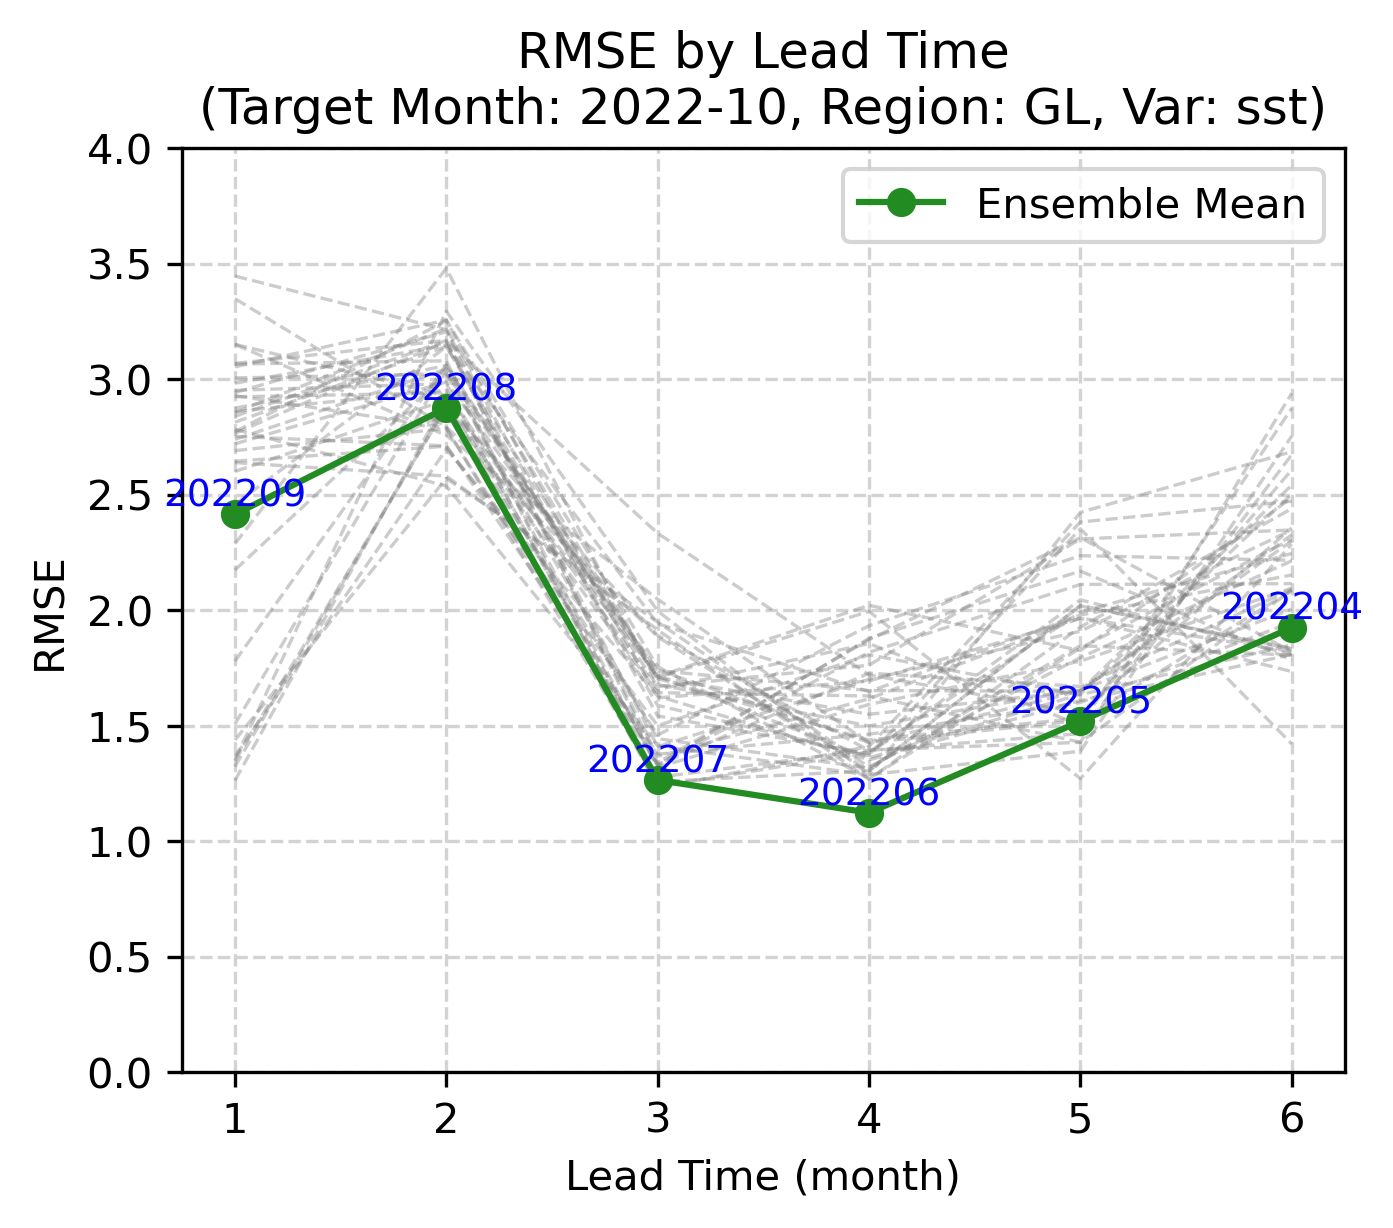 RMSE by Lead Time
(Target Month: 2022-10, Region: GL, Var: sst)
Ensemble Mean
4.0
3.5
3.0
2.5
2.0
1.5
1.0
0.5
0.0
RMSE
202209
202208
202207
202206
202205
202204
1 2 3 4 5 6
Lead Time (month)